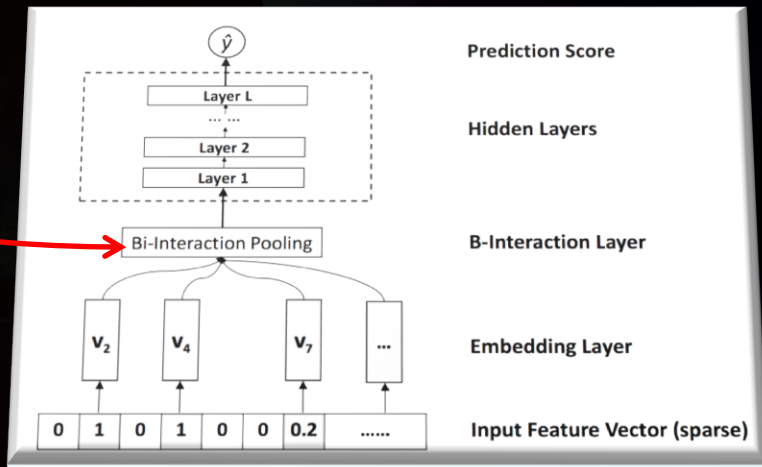 ŷ
Prediction Score
Layer L
... ...
Hidden Layers
Layer 2
Layer 1
Bi-Interaction Pooling
B-Interaction Layer
V₂ V₄ V₇ ...
Embedding Layer
0 1 0 1 0 0 0.2 ......
Input Feature Vector (sparse)